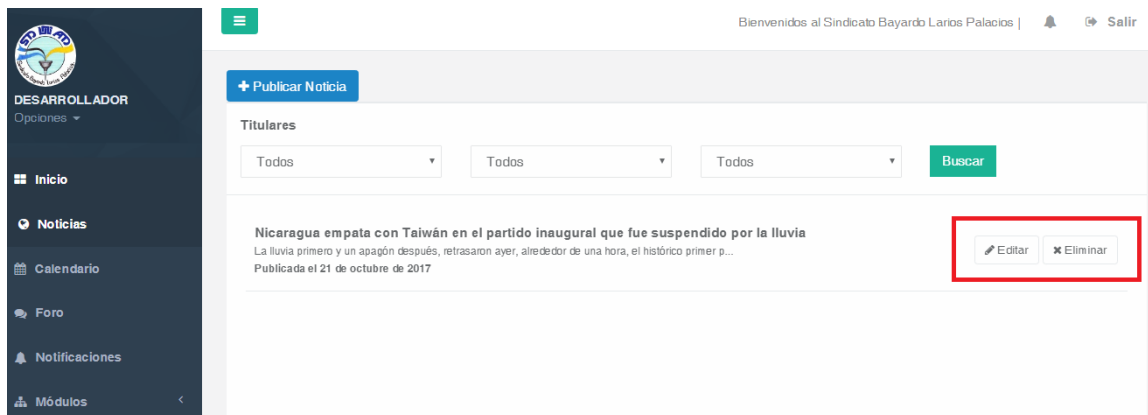 Bienvenidos al Sindicato Bayardo Larios Palacios |
Salir
DESARROLLADOR
Opciones
Inicio
Noticias
Calendario
Foro
Notificaciones
Módulos
+ Publicar Noticia
Titulares
Todos
Todos
Todos
Buscar
Nicaragua empata con Taiwán en el partido inaugural que fue suspendido por la lluvia
La lluvia primero y un apagón después, retrasaron ayer, alrededor de una hora, el histórico primer p...
Publicada el 21 de octubre de 2017
Editar
Eliminar